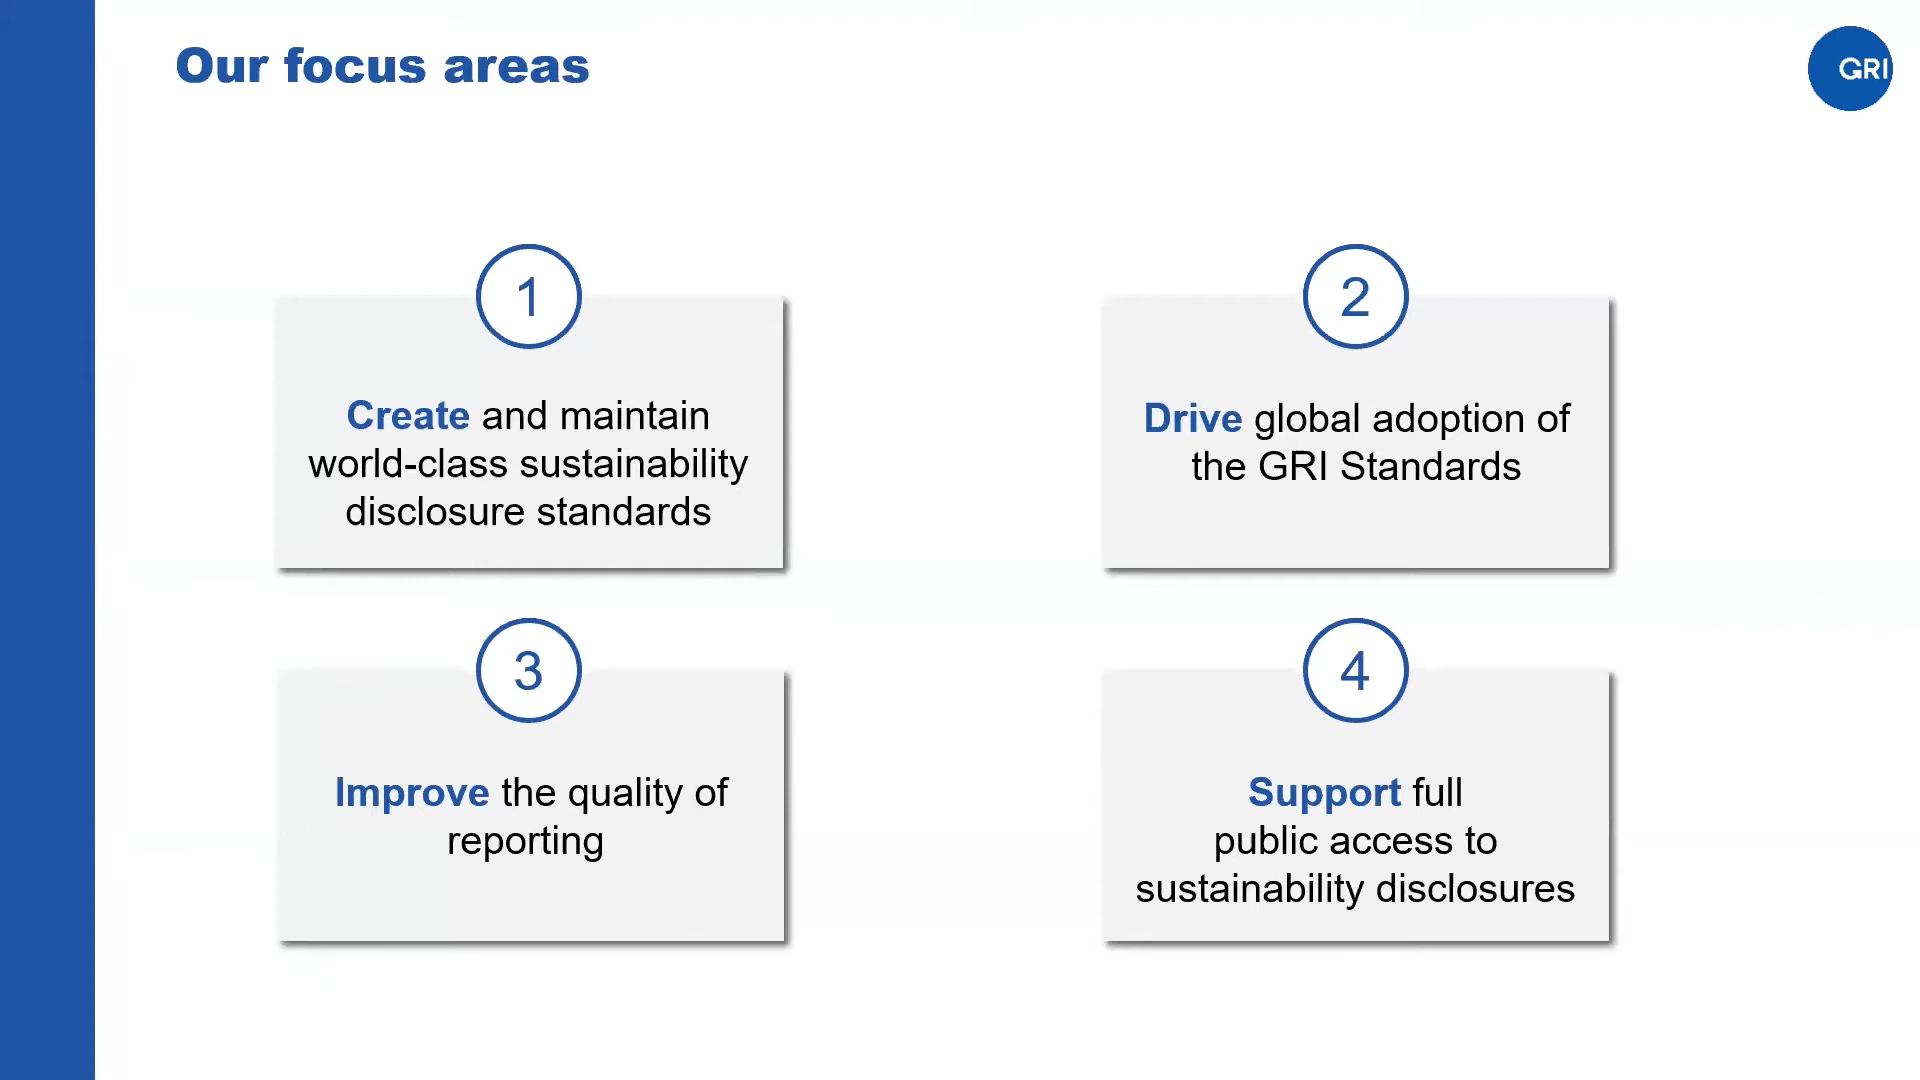 Our focus areas
GRI
1
Create and maintain
world-class sustainability
disclosure standards
2
Drive global adoption of
the GRI Standards
3
Improve the quality of
reporting
4
Support full
public access to
sustainability disclosures